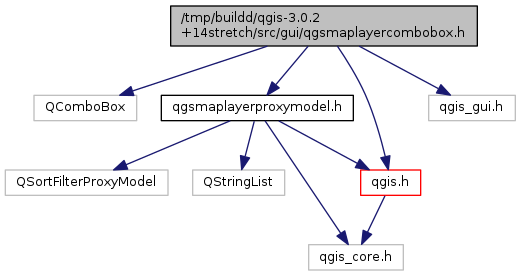 /tmp/buildd/qgis-3.0.2
+14stretch/src/gui/qgsmaplayercombobox.h
QComboBox
qgsmaplayerproxymodel.h
qgis_gui.h
QSortFilterProxyModel
QStringList
qgis.h
qgis_core.h